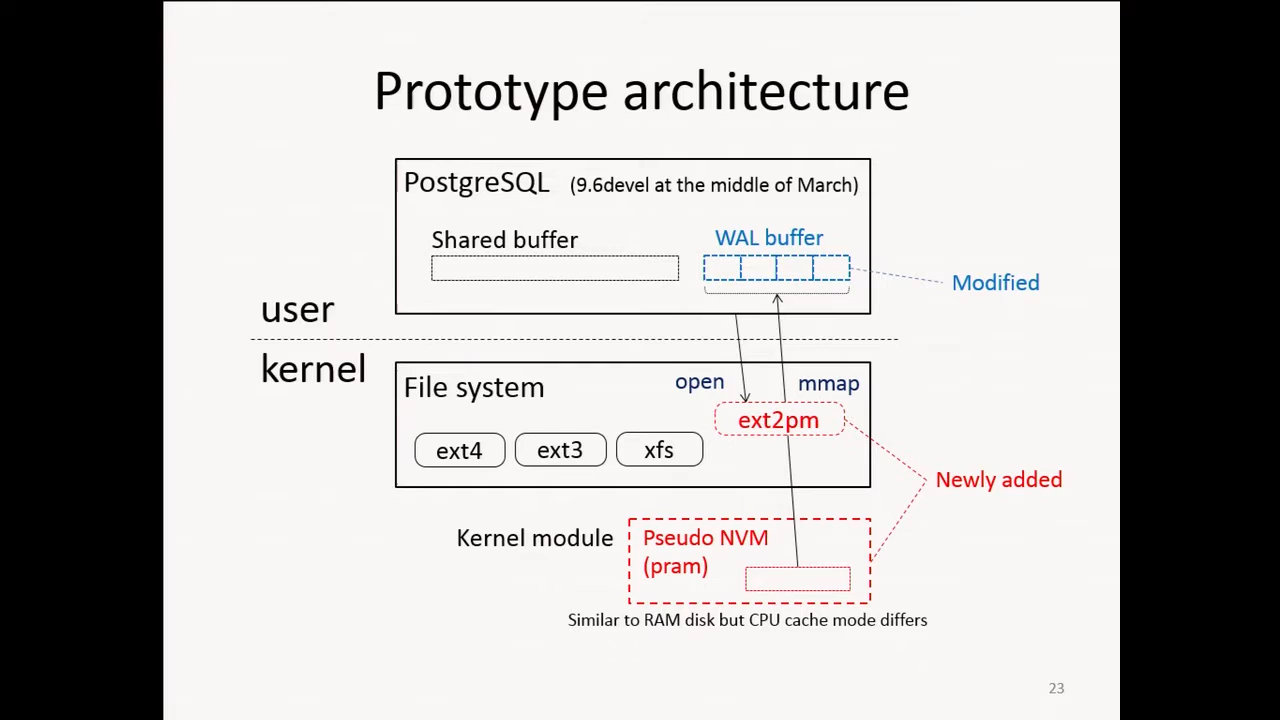 Prototype architecture
PostgreSQL (9.6devel at the middle of March)
Shared buffer
WAL buffer
Modified
user
kernel
File system
open
mmap
ext2pm
ext4
ext3
xfs
Newly added
Kernel module
Pseudo NVM
(pram)
Similar to RAM disk but CPU cache mode differs
23